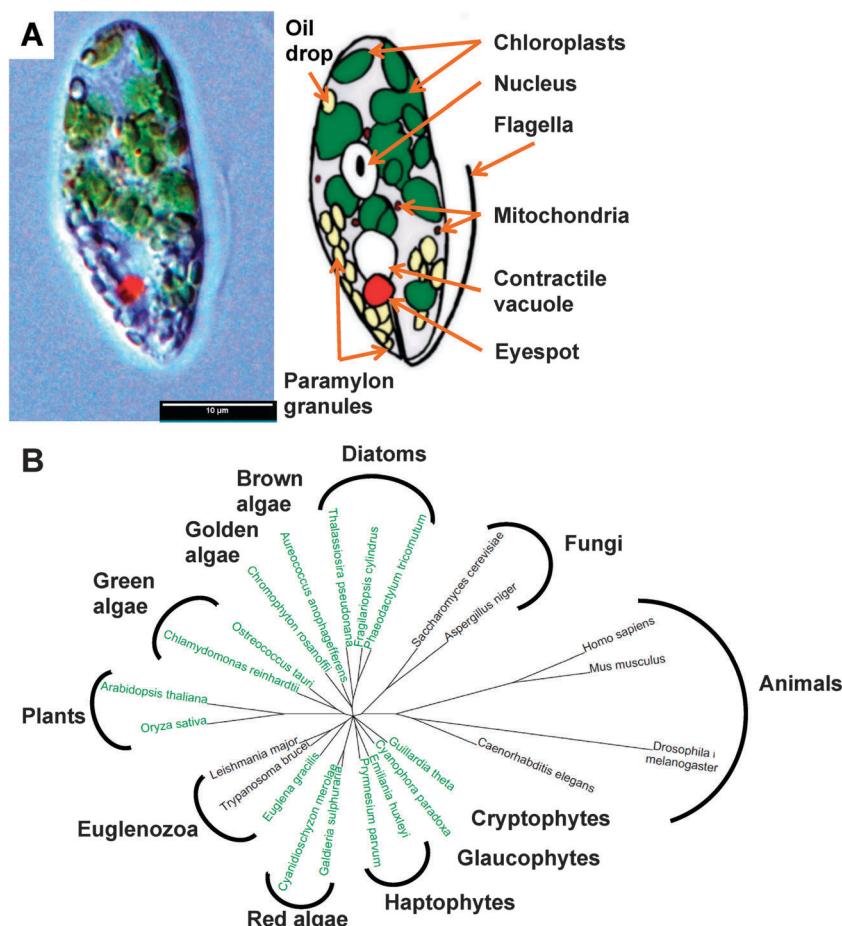 A
Oil
drop
Chloroplasts
Nucleus
Flagella
Mitochondria
Contractile
vacuole
Eyespot
Paramylon
granules
10 µm
B
Diatoms
Brown
algae
Golden
algae
Green
algae
Plants
Euglenozoa
Red algae
Haptophytes
Glaucophytes
Cryptophytes
Animals
Fungi
Arabidopsis thaliana
Oryza sativa
Chlamydomonas reinhardtii
Ostreococcus tauri
Chromophyton rosanoffii
Aureococcus anophagefferens
Thalassiosira pseudonana
Fragilariopsis cylindrus
Phaeodactylum tricornutum
Saccharomyces cerevisiae
Aspergillus niger
Homo sapiens
Mus musculus
Drosophila
melanogaster
Caenorhabditis elegans
Guillardia theta
Cyanophora paradoxa
Emiliania huxleyi
Prymnesium parvum
Galdieria sulphuraria
Cyanidioschyzon merolae
Euglena gracilis
Trypanosoma brucei
Leishmania major